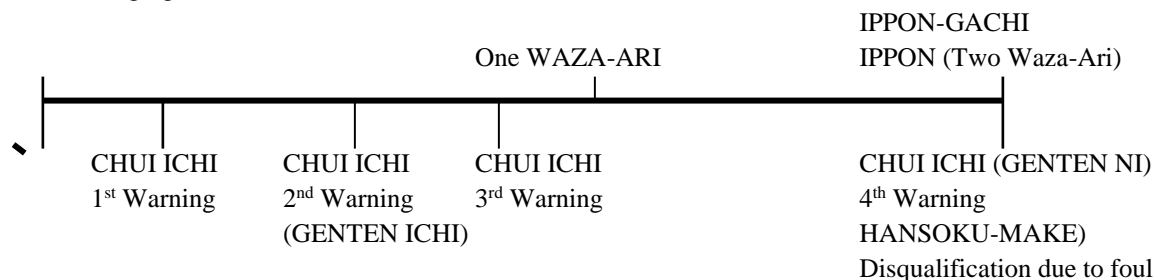 IPPON-GACHI
One WAZA-ARI IPPON (Two Waza-Ari)
CHUI ICHI CHUI ICHI CHUI ICHI CHUI ICHI (GENTEN NI)
1st Warning 2nd Warning 3rd Warning 4th Warning
(GENTEN ICHI) HANSOKU-MAKE)
Disqualification due to foul